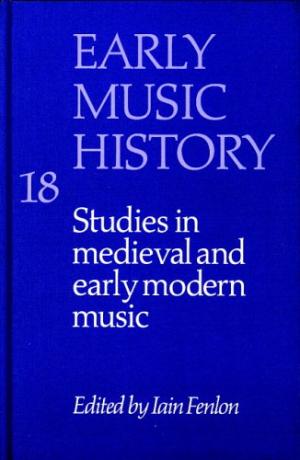 EARLY
MUSIC
HISTORY
18
Studies in
medieval and
early modern
music
Edited by Iain Fenlon